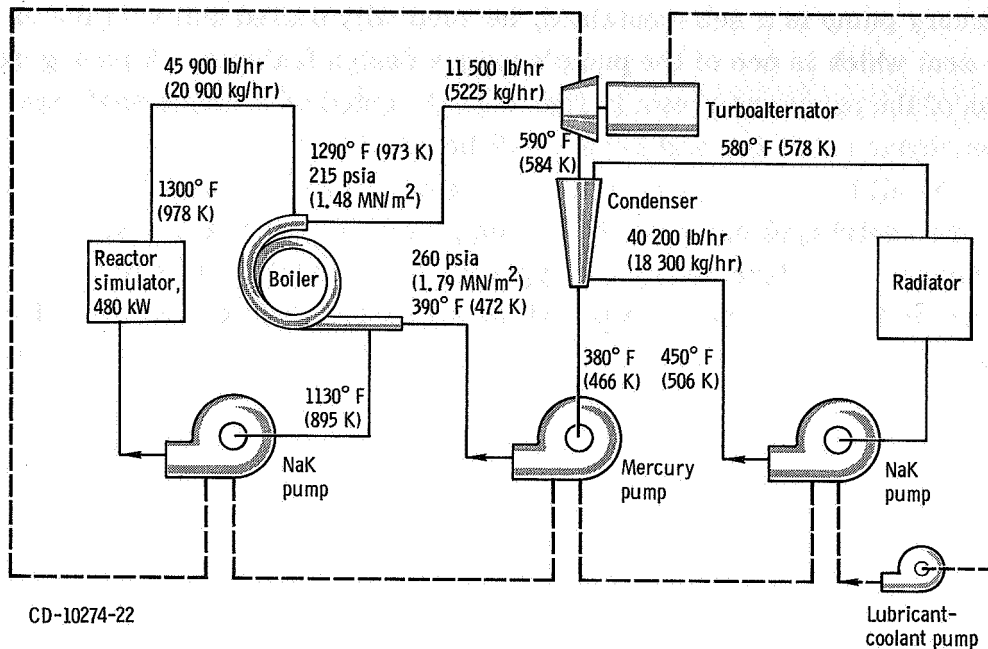 45 900 lb/hr
(20 900 kg/hr)
11 500 lb/hr
(5225 kg/hr)
Turboalternator
590° F
(584 K)
580° F (578 K)
1290° F (973 K)
215 psia
(1.48 MN/m²)
1300° F
(978 K)
Condenser
40 200 lb/hr
(18 300 kg/hr)
Reactor
simulator,
480 kW
Boiler
260 psia
(1.79 MN/m²)
390° F (472 K)
Radiator
380° F
(466 K)
450° F
(506 K)
1130° F
(895 K)
NaK
pump
Mercury
pump
NaK
pump
CD-10274-22
Lubricant-
coolant pump